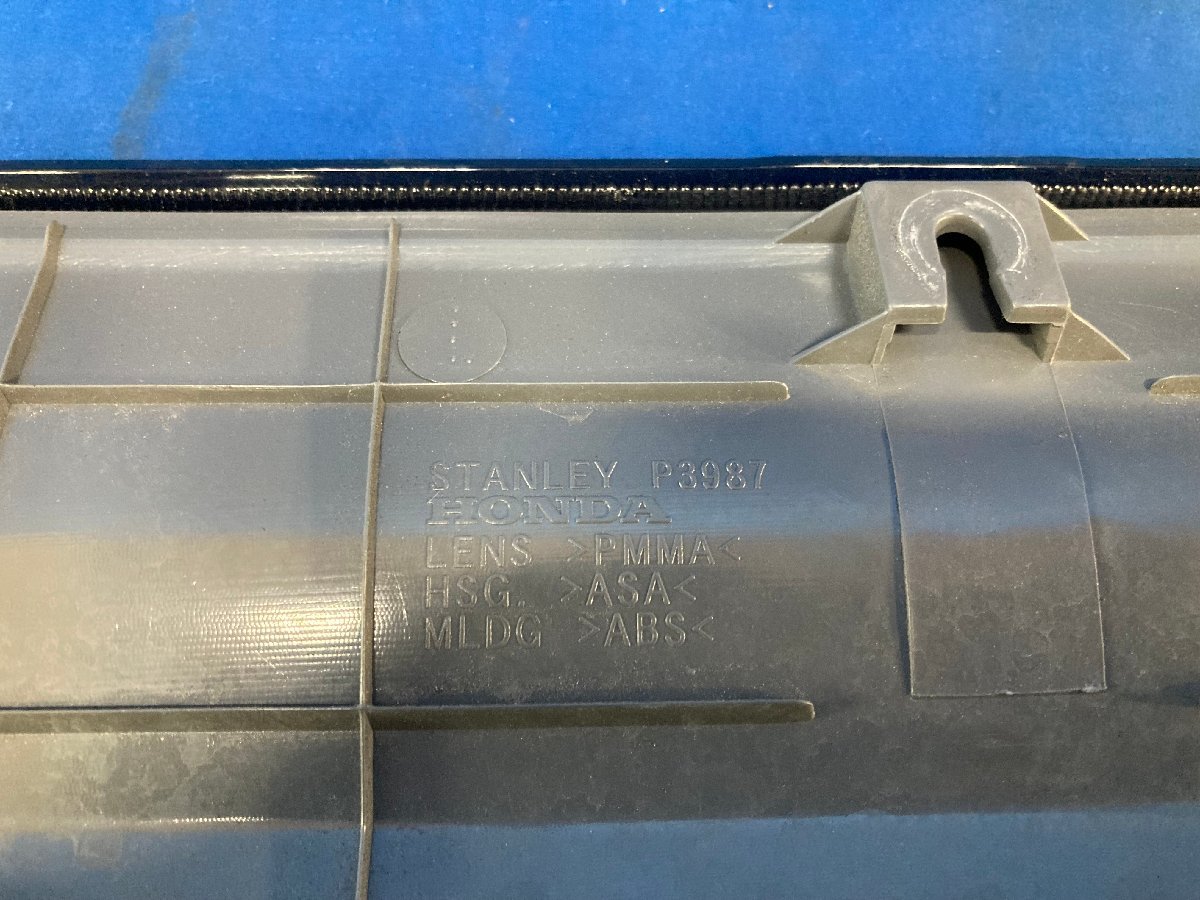 STANLEY P3987
HONDA
LENS >PMMA<
HSG. >ASA<
MLDG >ABS<